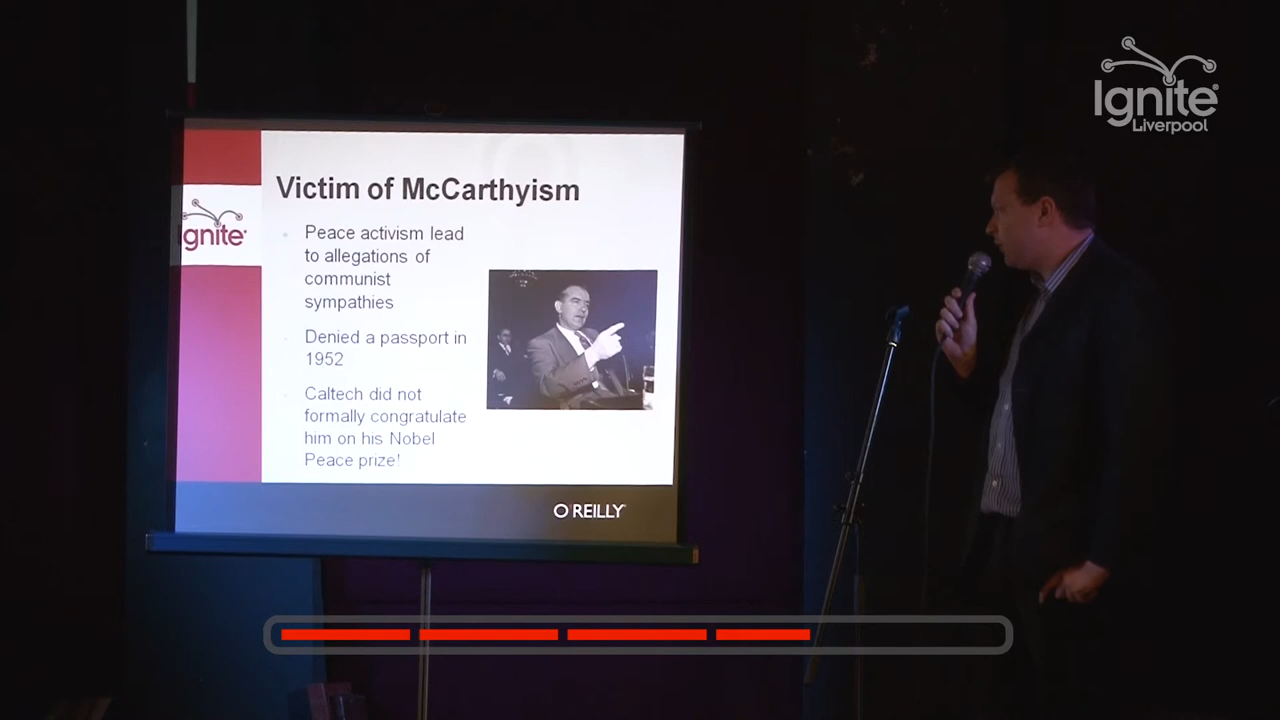 Ignite
Liverpool
Victim of McCarthyism
ignite
Peace activism lead
to allegations of
communist
sympathies
Denied a passport in
1952
Caltech did not
formally congratulate
him on his Nobel
Peace prize!
O REILLY